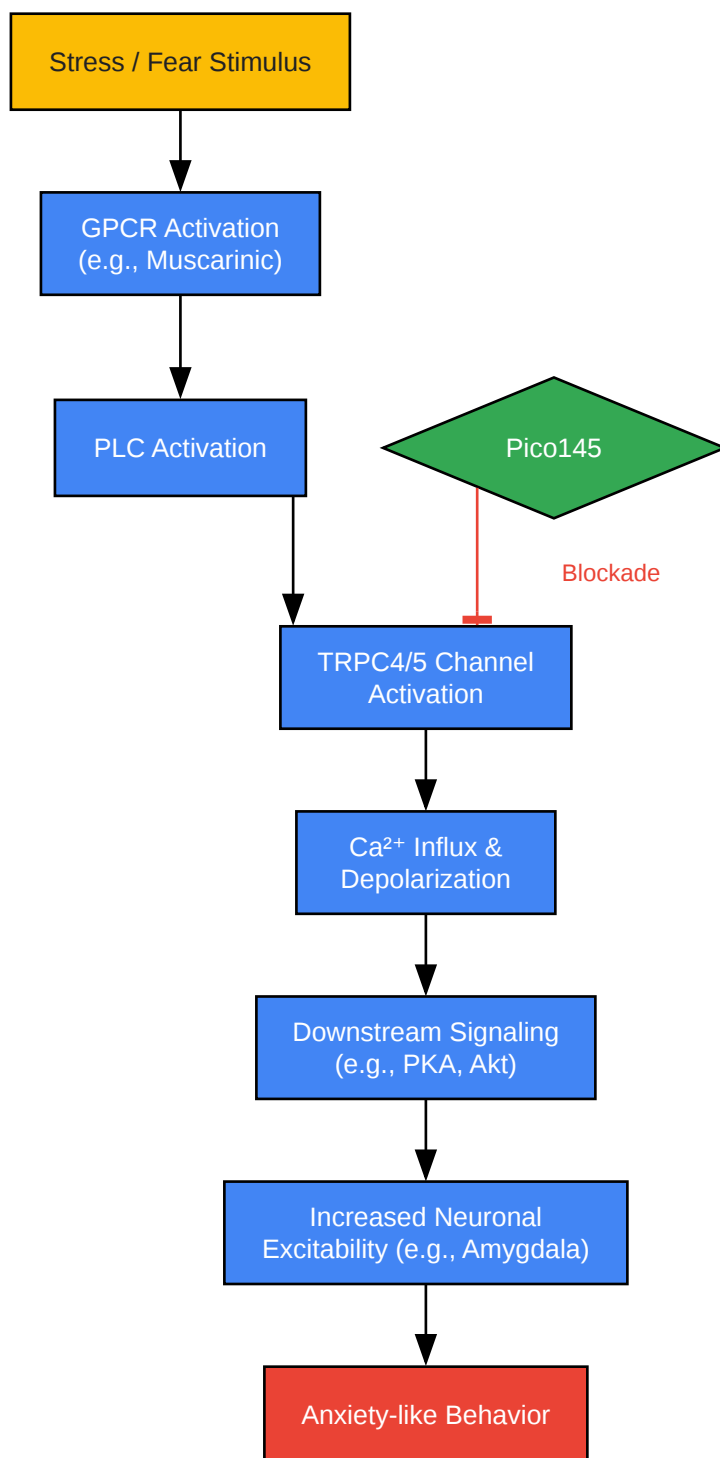 Stress / Fear Stimulus
GPCR Activation
(e.g., Muscarinic)
PLC Activation
Pico145
Blockade
TRPC4/5 Channel
Activation
Ca²⁺ Influx &
Depolarization
Downstream Signaling
(e.g., PKA, Akt)
Increased Neuronal
Excitability (e.g., Amygdala)
Anxiety-like Behavior